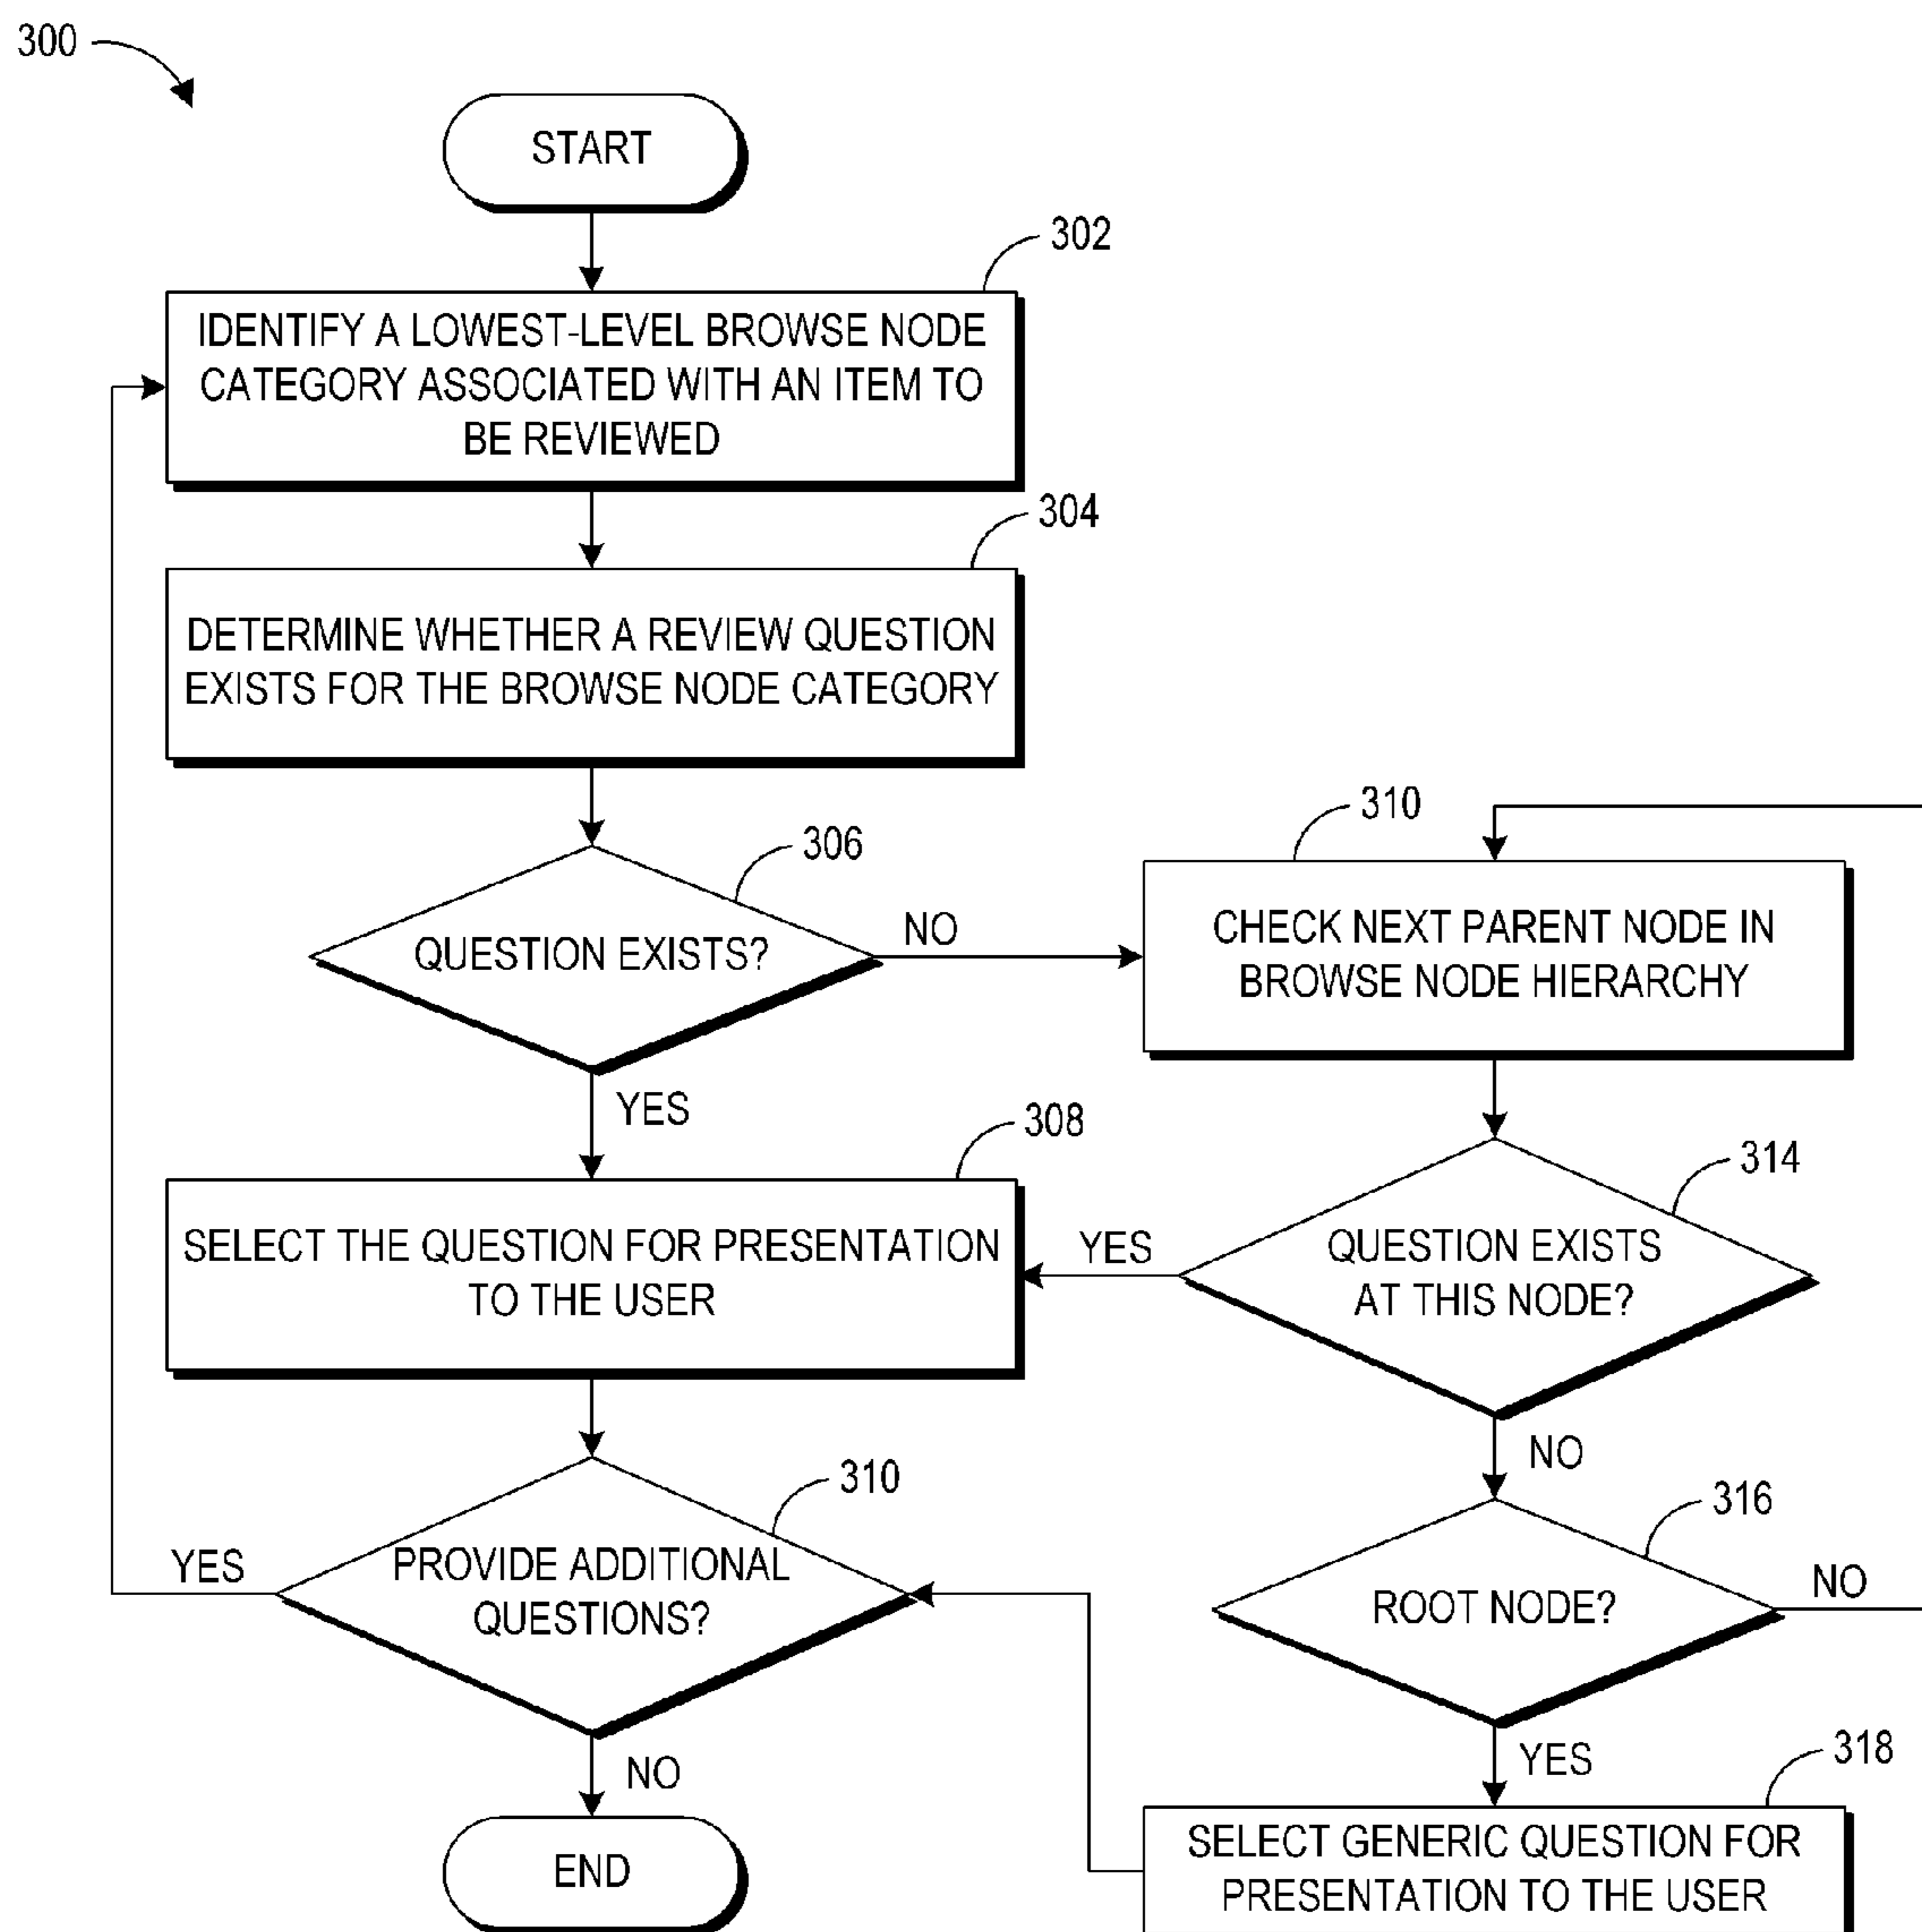 300
START
302
IDENTIFY A LOWEST-LEVEL BROWSE NODE
CATEGORY ASSOCIATED WITH AN ITEM TO
BE REVIEWED
304
DETERMINE WHETHER A REVIEW QUESTION
EXISTS FOR THE BROWSE NODE CATEGORY
306
QUESTION EXISTS?
NO
YES
310
CHECK NEXT PARENT NODE IN
BROWSE NODE HIERARCHY
308
SELECT THE QUESTION FOR PRESENTATION
TO THE USER
314
QUESTION EXISTS
AT THIS NODE?
YES
NO
310
PROVIDE ADDITIONAL
QUESTIONS?
YES
NO
316
ROOT NODE?
NO
YES
318
SELECT GENERIC QUESTION FOR
PRESENTATION TO THE USER
END